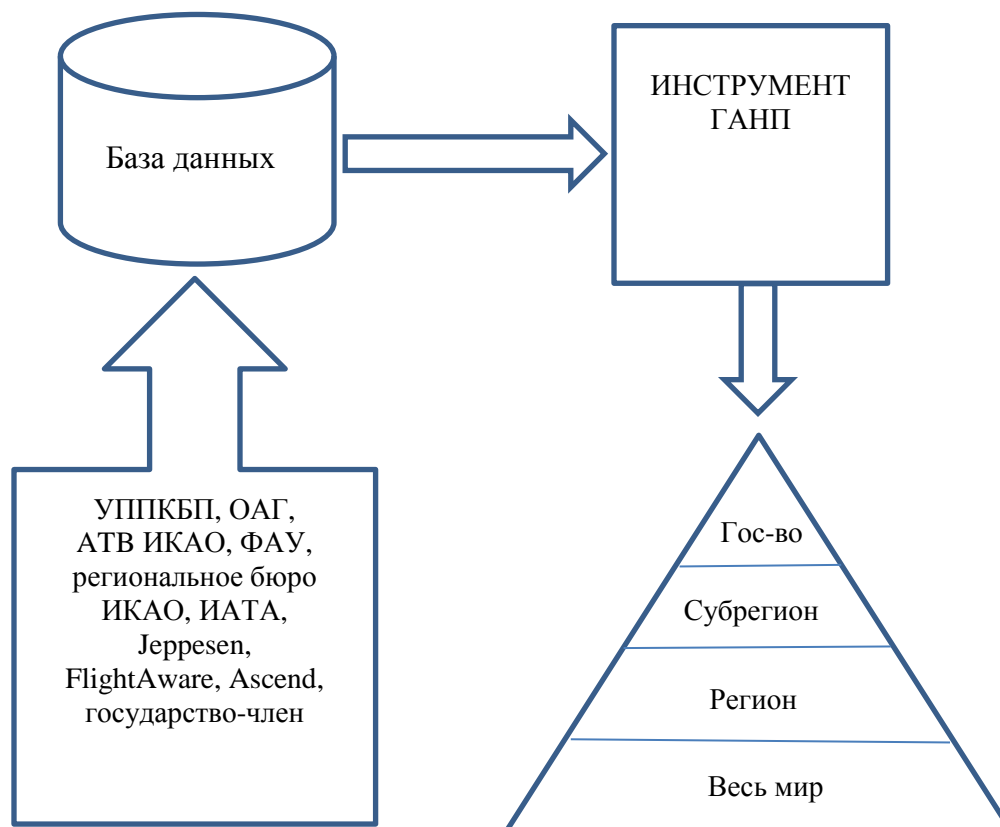 База данных
ИНСТРУМЕНТ
ГАНП
УППКБП, ОАГ,
АТВ ИКАО, ФАУ,
региональное бюро
ИКАО, ИАТА,
Jeppesen,
FlightAware, Ascend,
государство-член
Гос-во
Субрегион
Регион
Весь мир